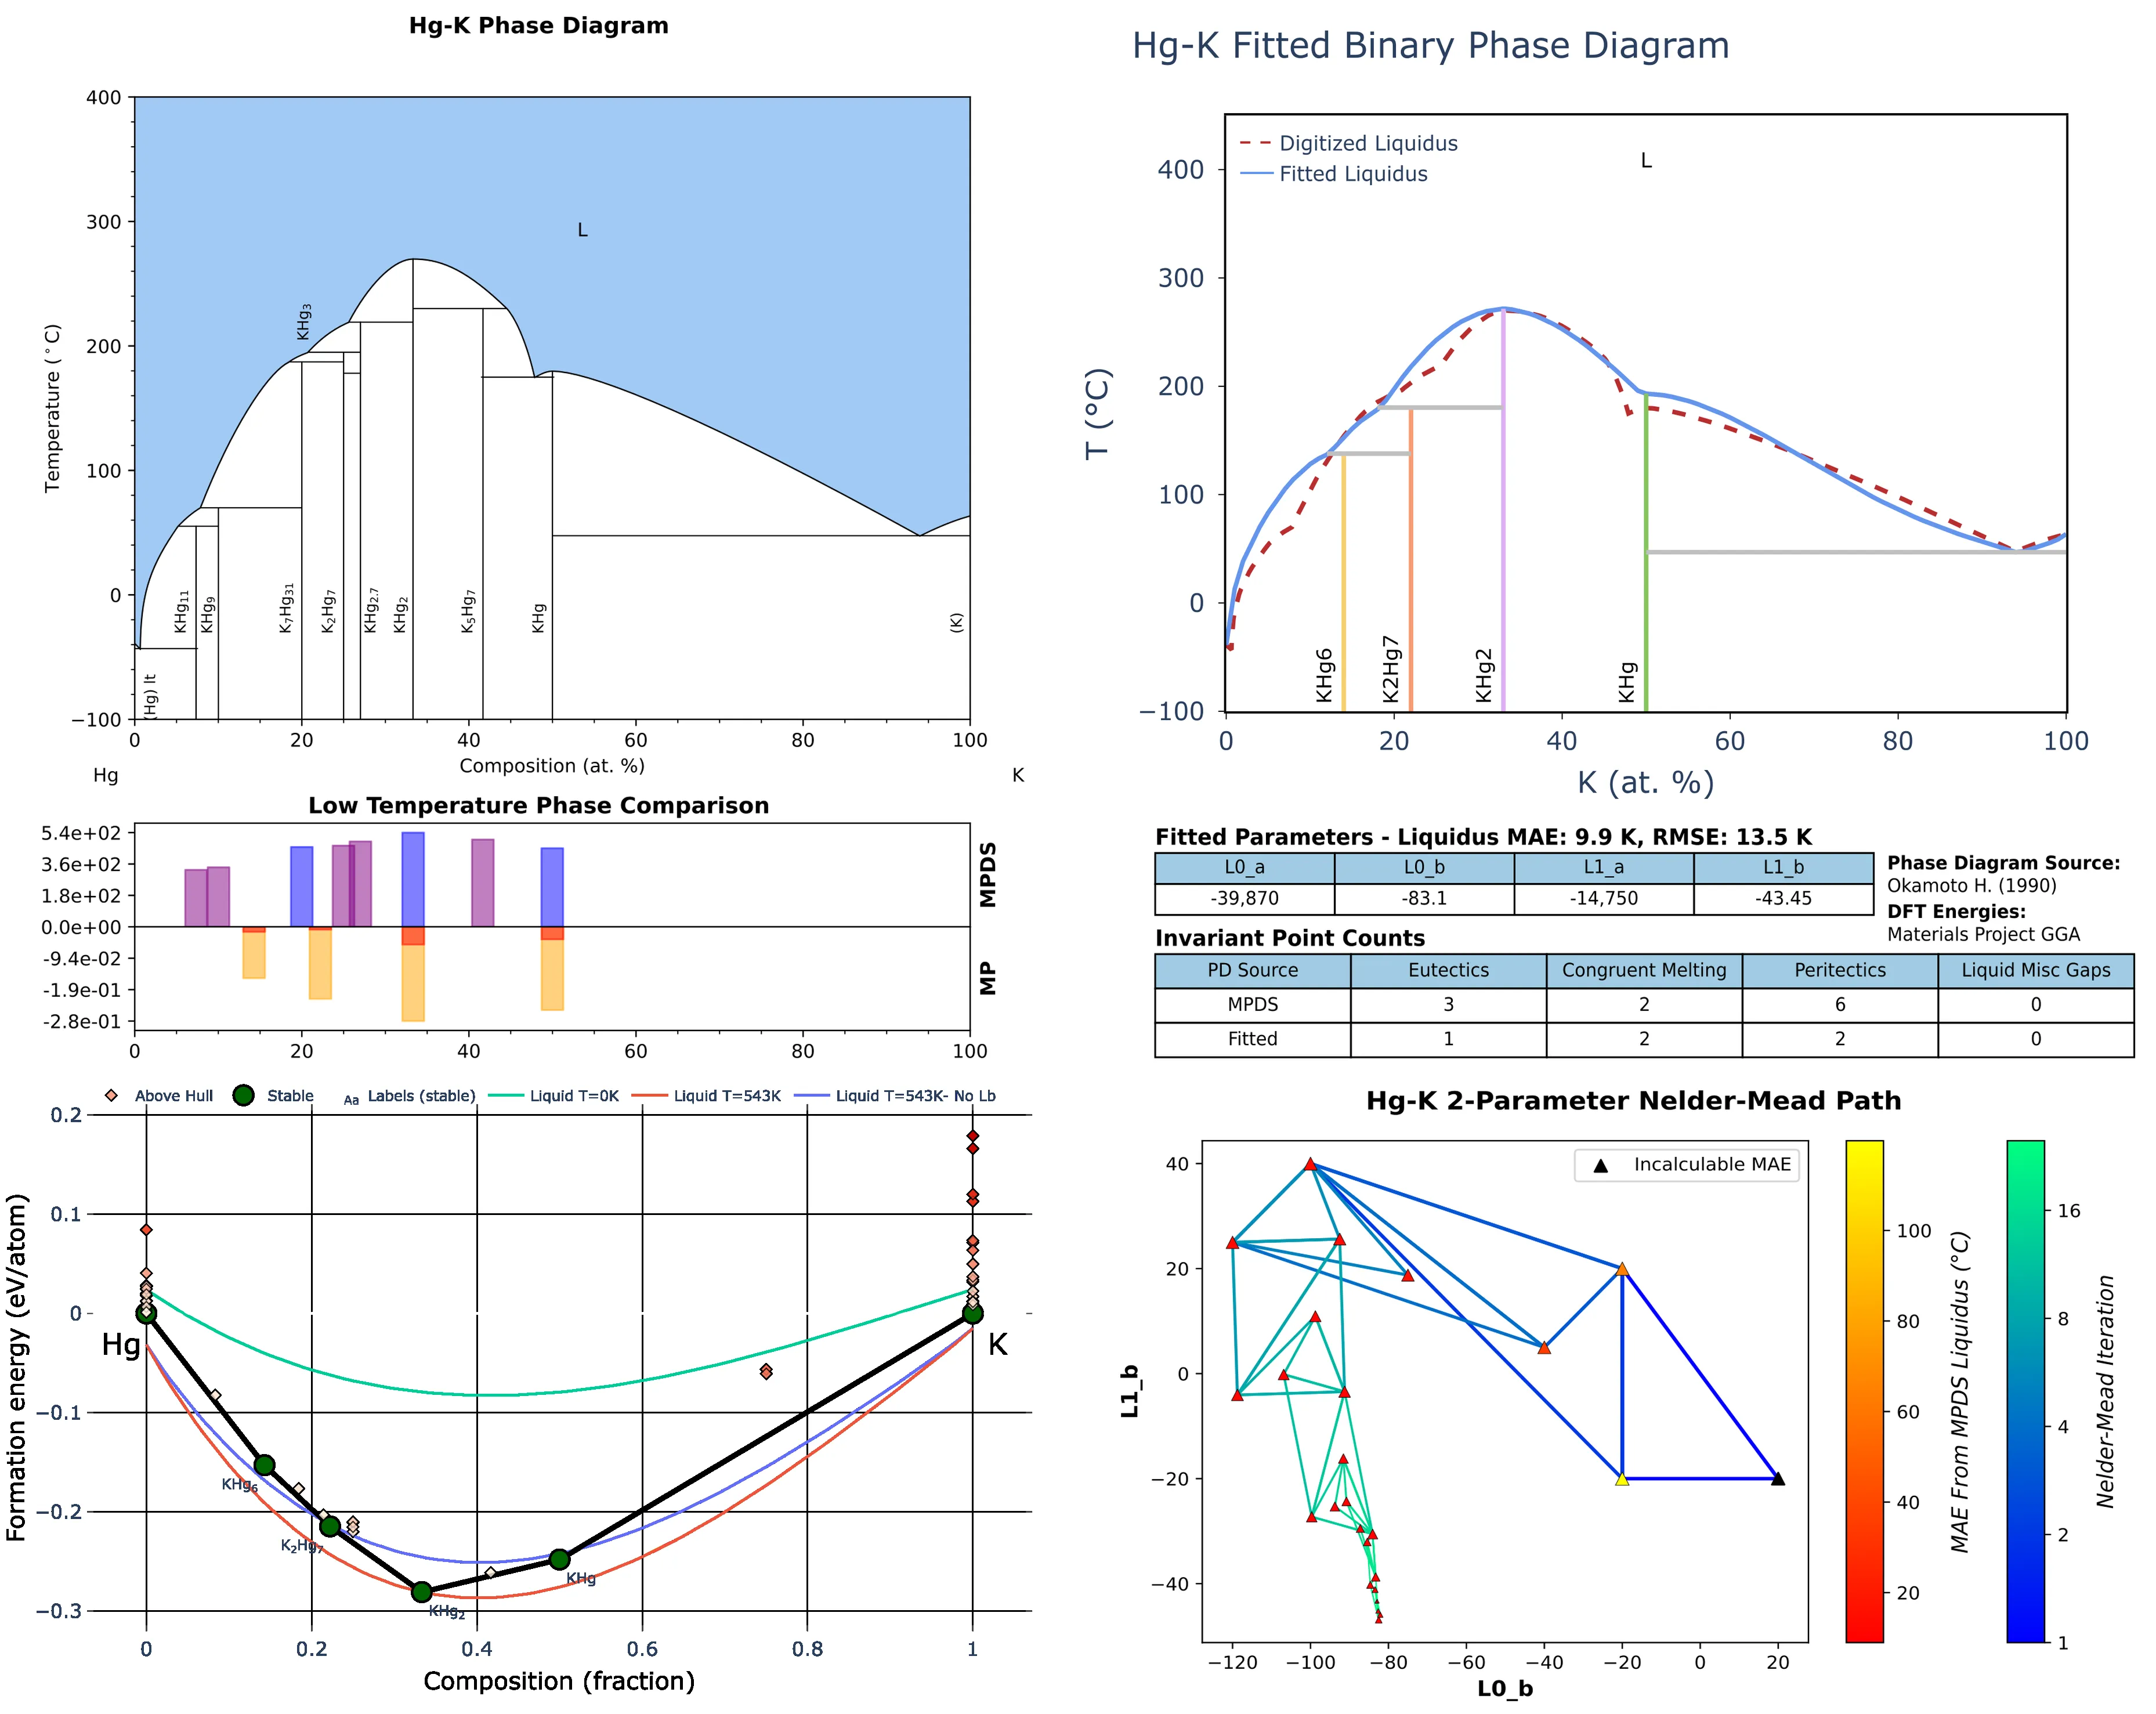 Hg-K Phase Diagram
400
300
200
100
0
−100
Temperature (°C)
L
KHg3
KHg11
KHg9
K7Hg31
K2Hg7
KHg2.7
KHg2
K5Hg7
KHg
(K)
(Hg) lt
0 20 40 60 80 100
Composition (at. %)
Hg K
Hg-K Fitted Binary Phase Diagram
Digitized Liquidus
Fitted Liquidus
L
400
300
200
100
0
−100
T (°C)
KHg6
K2Hg7
KHg2
KHg
0 20 40 60 80 100
K (at. %)
Low Temperature Phase Comparison
5.4e+02
3.6e+02
1.8e+02
0.0e+00
-9.4e-02
-1.9e-01
-2.8e-01
MPDS
MP
0 20 40 60 80 100
Fitted Parameters - Liquidus MAE: 9.9 K, RMSE: 13.5 K
L0_a L0_b L1_a L1_b
-39,870 -83.1 -14,750 -43.45
Phase Diagram Source:
Okamoto H. (1990)
DFT Energies:
Materials Project GGA
Invariant Point Counts
PD Source Eutectics Congruent Melting Peritectics Liquid Misc Gaps
MPDS 3 2 6 0
Fitted 1 2 2 0
Above Hull Stable Aa Labels (stable) Liquid T=0K Liquid T=543K Liquid T=543K- No Lb
0.2
0.1
0
−0.1
−0.2
−0.3
Formation energy (eV/atom)
Hg
K
KHg6
K2Hg7
KHg2
KHg
0 0.2 0.4 0.6 0.8 1
Composition (fraction)
Hg-K 2-Parameter Nelder-Mead Path
Incalculable MAE
40
20
0
−20
−40
L1_b
−120 −100 −80 −60 −40 −20 0 20
L0_b
100
80
60
40
20
MAE From MPDS Liquidus (°C)
16
8
4
2
1
Nelder-Mead Iteration